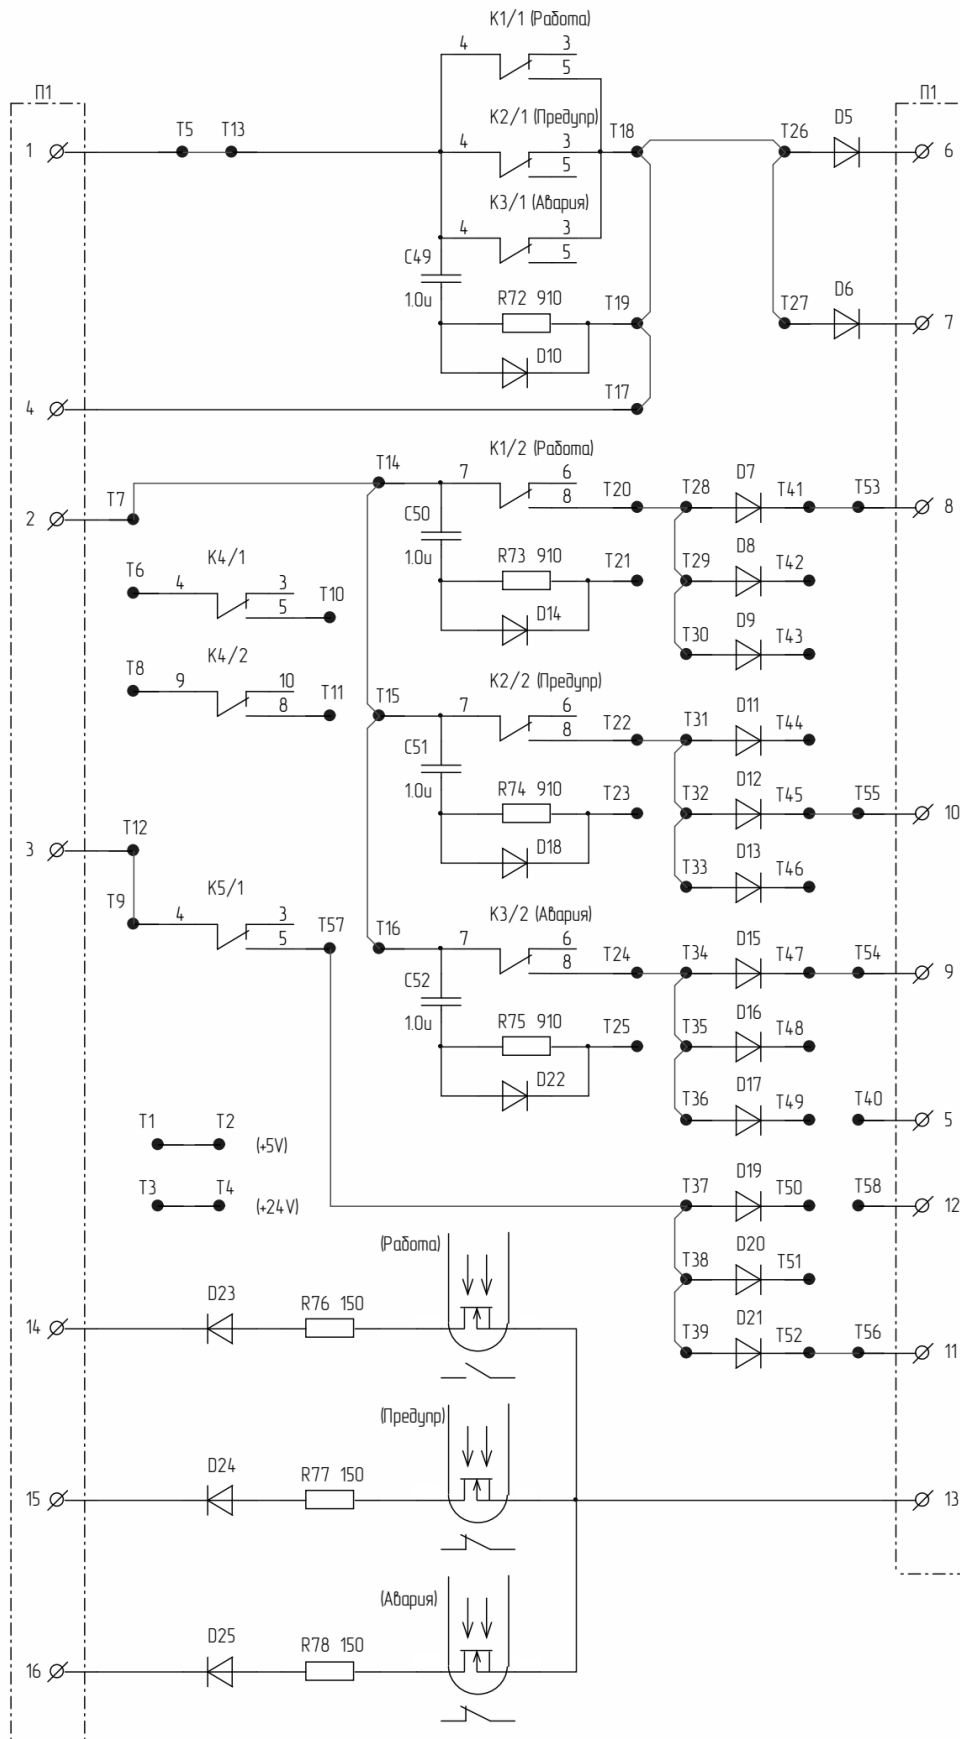 K1/1 (Работа)
4 3
5
П1 П1
K2/1 (Предупр)
T5 T13 T18 T26 D5
1 4 3 6
5
K3/1 (Авария)
4 3
5
C49
1.0u R72 910 T19 T27 D6
7
D10
T17
4
K1/2 (Работа)
T14 7 6 D7
8 T20 T28 T41 T53
2 T7 C50 8
1.0u R73 910 T21 T29 D8 T42
T6 K4/1
4 3
5 T10
D14 T30 D9 T43
K4/2
T8 9 10
8 T11
K2/2 (Предупр)
T15 7 6 D11
8 T22 T31 T44
C51
1.0u R74 910 T23 T32 D12 T45 T55
10
T12
3 D18 T33 D13 T46
T9 K5/1
4 3
5 T57
K3/2 (Авария)
T16 7 6 D15
8 T24 T34 T47 T54
9
C52
1.0u R75 910 T25 T35 D16 T48
D22 T36 D17 T49 T40
5
T1 T2 (+5V)
T3 T4 (+24V)
T37 D19 T50 T58
12
(Работа)
T38 D20 T51
14 D23 R76 150
T39 D21 T52 T56
11
(Предупр)
15 D24 R77 150 13
(Авария)
16 D25 R78 150